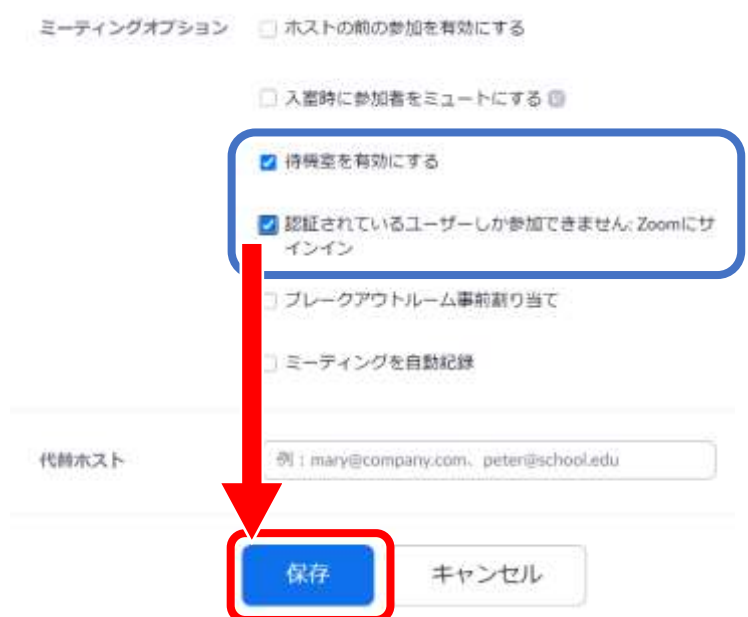 ミーティングオプション
ホストの前の参加を有効にする
入室時に参加者をミュートにする
待機室を有効にする
認証されているユーザーしか参加できません: Zoomにサ
インイン
ブレークアウトルーム事前割り当て
ミーティングを自動記録
代替ホスト
例：mary@company.com、peter@school.edu
保存
キャンセル